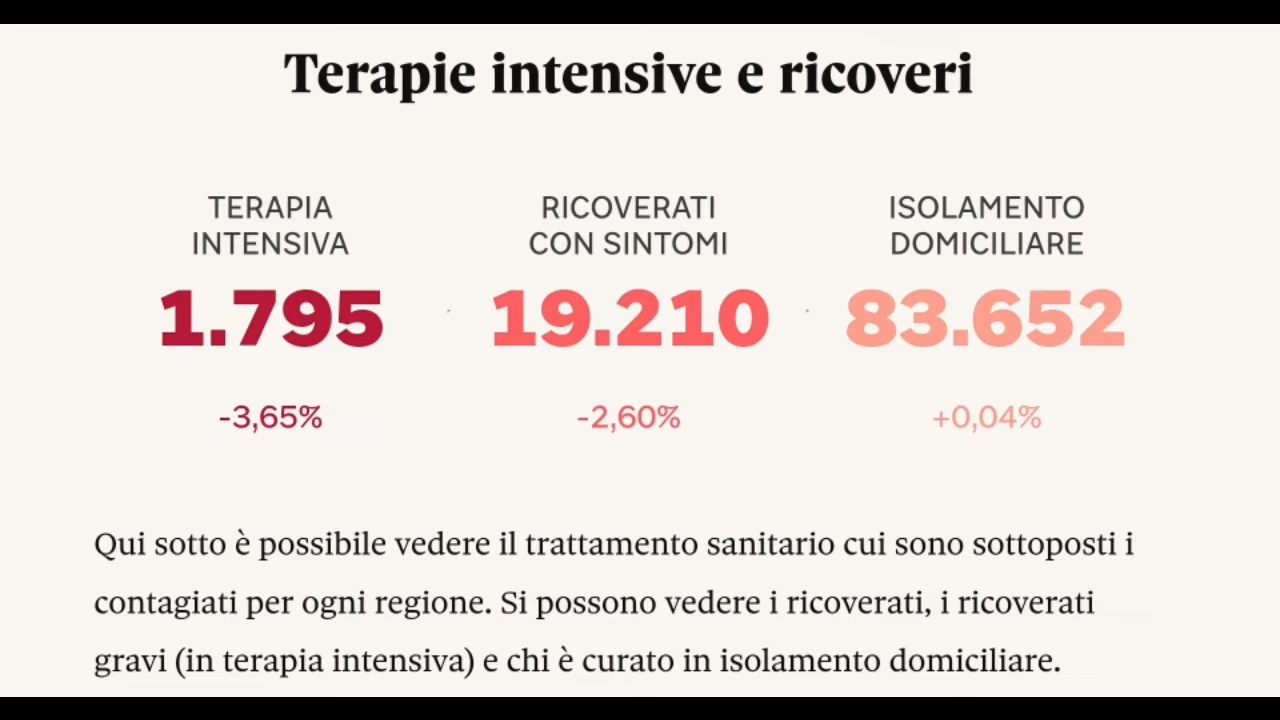 Terapie intensive e ricoveri
TERAPIA
INTENSIVA
1.795
-3,65%
RICOVERATI
CON SINTOMI
19.210
-2,60%
ISOLAMENTO
DOMICILIARE
83.652
+0,04%
Qui sotto è possibile vedere il trattamento sanitario cui sono sottoposti i
contagiati per ogni regione. Si possono vedere i ricoverati, i ricoverati
gravi (in terapia intensiva) e chi è curato in isolamento domiciliare.